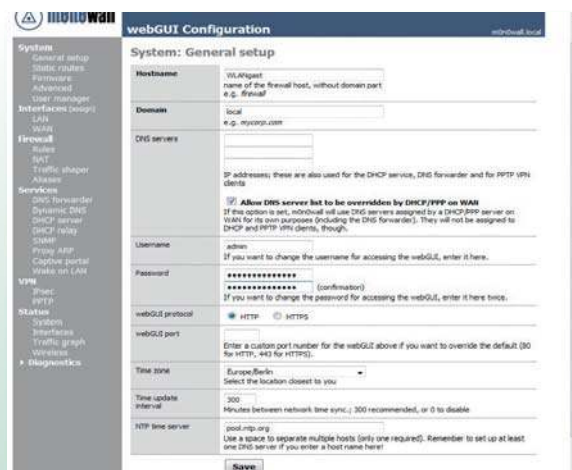 m0n0wall
webGUI Configuration
m0n0wall.local
System
General setup
Static routes
Firmware
Advanced
User manager
Interfaces (assign)
LAN
WAN
Firewall
Rules
NAT
Traffic shaper
Aliases
Services
DNS forwarder
Dynamic DNS
DHCP server
DHCP relay
SNMP
Proxy ARP
Captive portal
Wake on LAN
VPN
IPsec
PPTP
Status
System
Interfaces
Traffic graph
Wireless
Diagnostics
System: General setup
Hostname
WLANgast
name of the firewall host, without domain part
e.g. firewall
Domain
local
e.g. mycorp.com
DNS servers
IP addresses; these are also used for the DHCP service, DNS forwarder and for PPTP VPN
clients
Allow DNS server list to be overridden by DHCP/PPP on WAN
If this option is set, m0n0wall will use DNS servers assigned by a DHCP/PPP server on
WAN for its own purposes (including the DNS forwarder). They will not be assigned to
DHCP and PPTP VPN clients, though.
Username
admin
If you want to change the username for accessing the webGUI, enter it here.
Password
(confirmation)
If you want to change the password for accessing the webGUI, enter it here twice.
webGUI protocol
HTTP HTTPS
webGUI port
Enter a custom port number for the webGUI above if you want to override the default (80
for HTTP, 443 for HTTPS).
Time zone
Europe/Berlin
Select the location closest to you
Time update
interval
300
Minutes between network time sync.; 300 recommended, or 0 to disable
NTP time server
pool.ntp.org
Use a space to separate multiple hosts (only one required). Remember to set up at least
one DNS server if you enter a host name here!
Save